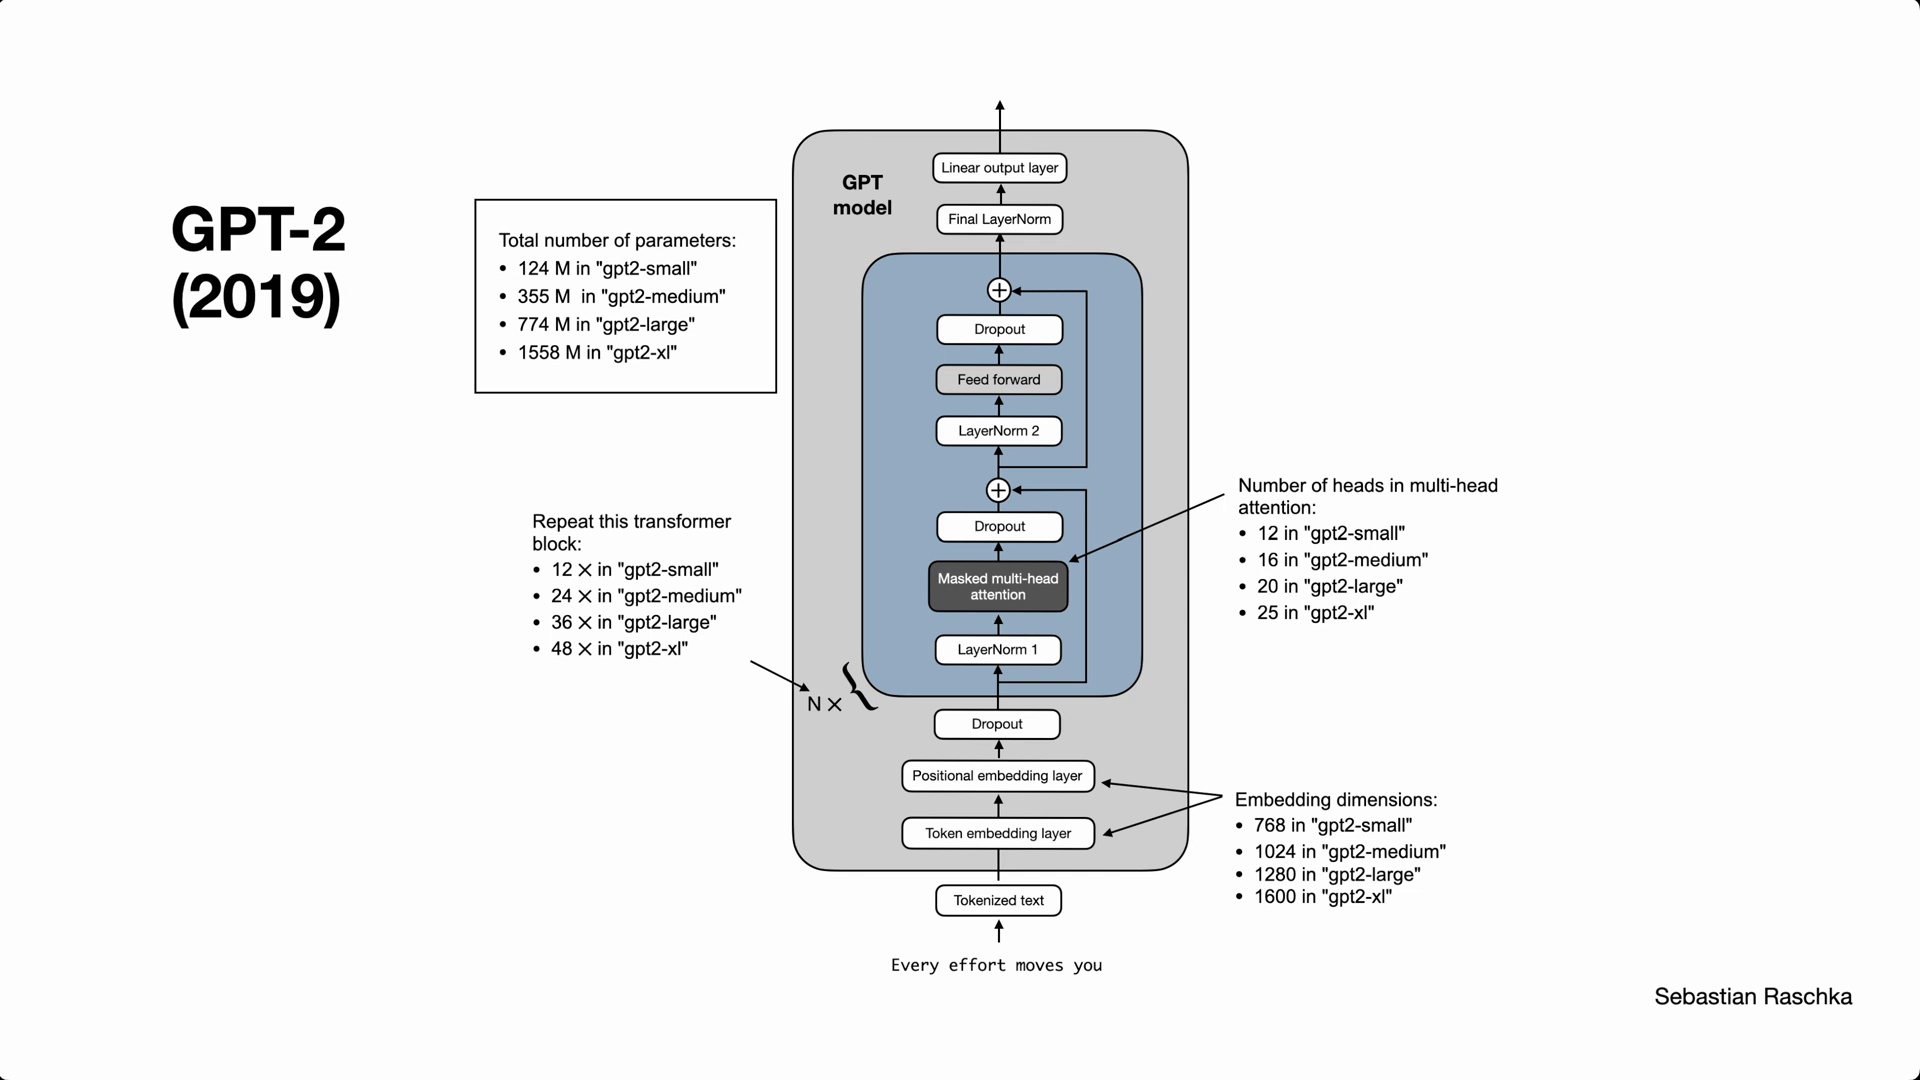 GPT-2
(2019)
Total number of parameters:
• 124 M in "gpt2-small"
• 355 M  in "gpt2-medium"
• 774 M in "gpt2-large"
• 1558 M in "gpt2-xl"
Repeat this transformer
block:
• 12 × in "gpt2-small"
• 24 × in "gpt2-medium"
• 36 × in "gpt2-large"
• 48 × in "gpt2-xl"
N × {
GPT
model
Linear output layer
Final LayerNorm
+
Dropout
Feed forward
LayerNorm 2
+
Dropout
Masked multi-head
attention
LayerNorm 1
Dropout
Positional embedding layer
Token embedding layer
Tokenized text
Every effort moves you
Number of heads in multi-head
attention:
• 12 in "gpt2-small"
• 16 in "gpt2-medium"
• 20 in "gpt2-large"
• 25 in "gpt2-xl"
Embedding dimensions:
• 768 in "gpt2-small"
• 1024 in "gpt2-medium"
• 1280 in "gpt2-large"
• 1600 in "gpt2-xl"
Sebastian Raschka